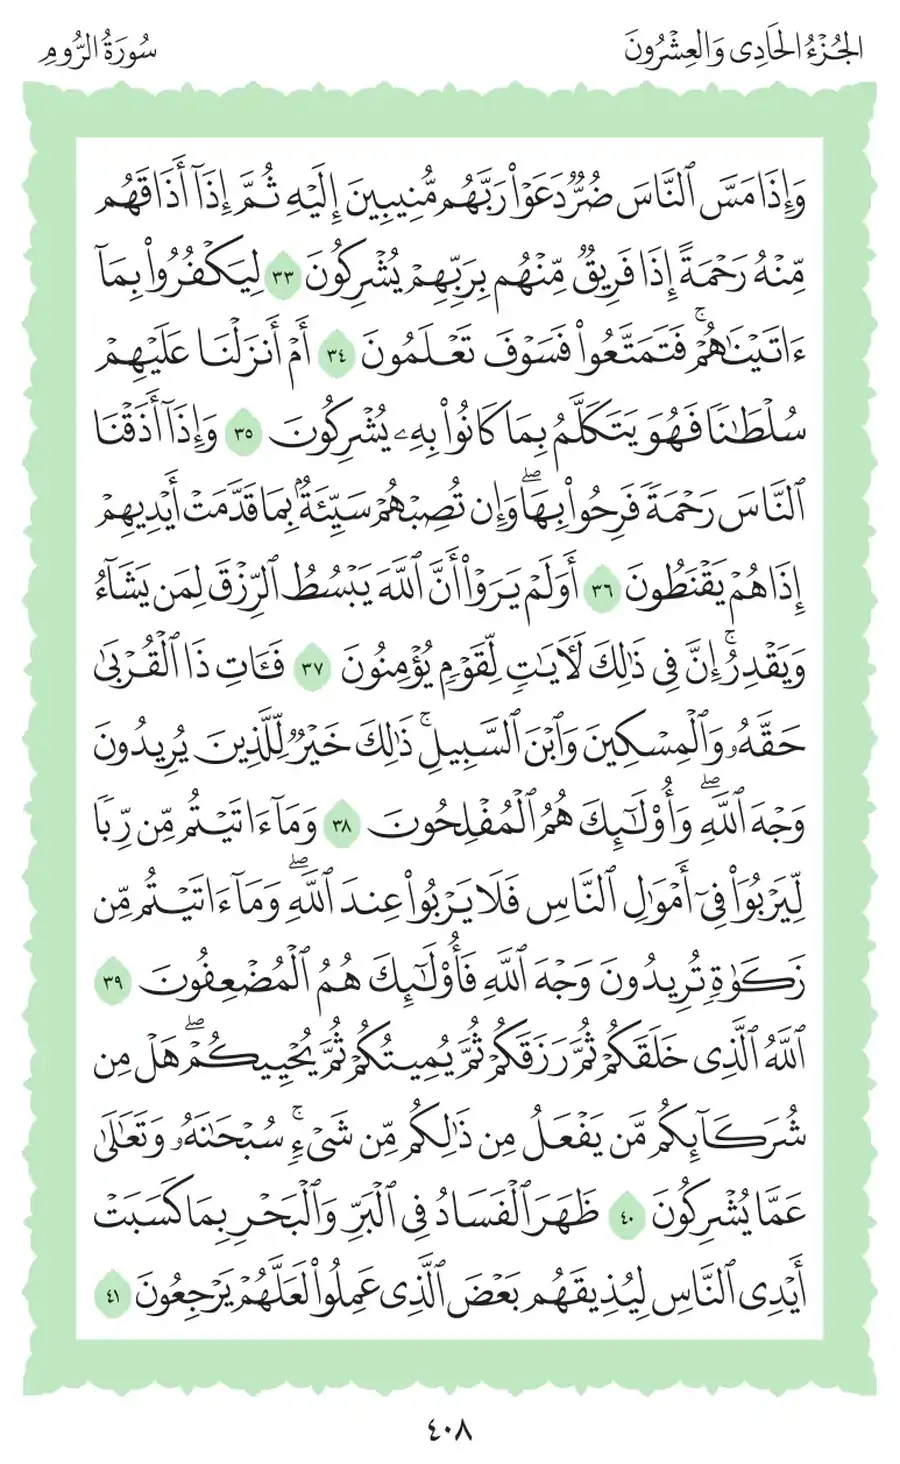 الجُزْءُ الحَادِي وَالعِشْرُونَ
سُورَةُ الرُّومِ
وَإِذَا مَسَّ ٱلنَّاسَ ضُرٌّ دَعَوْا۟ رَبَّهُم مُّنِيبِينَ إِلَيْهِ ثُمَّ إِذَآ أَذَاقَهُم
مِّنْهُ رَحْمَةً إِذَا فَرِيقٌ مِّنْهُم بِرَبِّهِمْ يُشْرِكُونَ ٣٣ لِيَكْفُرُوا۟ بِمَآ
ءَاتَيْنَـٰهُمْ ۚ فَتَمَتَّعُوا۟ فَسَوْفَ تَعْلَمُونَ ٣٤ أَمْ أَنزَلْنَا عَلَيْهِمْ
سُلْطَـٰنًا فَهُوَ يَتَكَلَّمُ بِمَا كَانُوا۟ بِهِۦ يُشْرِكُونَ ٣٥ وَإِذَآ أَذَقْنَا
ٱلنَّاسَ رَحْمَةً فَرِحُوا۟ بِهَا ۖ وَإِن تُصِبْهُمْ سَيِّئَةٌۢ بِمَا قَدَّمَتْ أَيْدِيهِمْ
إِذَا هُمْ يَقْنَطُونَ ٣٦ أَوَلَمْ يَرَوْا۟ أَنَّ ٱللَّهَ يَبْسُطُ ٱلرِّزْقَ لِمَن يَشَآءُ
وَيَقْدِرُ ۚ إِنَّ فِى ذَٰلِكَ لَـَٔايَـٰتٍ لِّقَوْمٍ يُؤْمِنُونَ ٣٧ فَـَٔاتِ ذَا ٱلْقُرْبَىٰ
حَقَّهُۥ وَٱلْمِسْكِينَ وَٱبْنَ ٱلسَّبِيلِ ۚ ذَٰلِكَ خَيْرٌ لِّلَّذِينَ يُرِيدُونَ
وَجْهَ ٱللَّهِ ۖ وَأُو۟لَـٰٓئِكَ هُمُ ٱلْمُفْلِحُونَ ٣٨ وَمَآ ءَاتَيْتُم مِّن رِّبًا
لِّيَرْبُوَا۟ فِىٓ أَمْوَٰلِ ٱلنَّاسِ فَلَا يَرْبُوا۟ عِندَ ٱللَّهِ ۖ وَمَآ ءَاتَيْتُم مِّن
زَكَوٰةٍ تُرِيدُونَ وَجْهَ ٱللَّهِ فَأُو۟لَـٰٓئِكَ هُمُ ٱلْمُضْعِفُونَ ٣٩
ٱللَّهُ ٱلَّذِى خَلَقَكُمْ ثُمَّ رَزَقَكُمْ ثُمَّ يُمِيتُكُمْ ثُمَّ يُحْيِيكُمْ ۖ هَلْ مِن
شُرَكَآئِكُم مَّن يَفْعَلُ مِن ذَٰلِكُم مِّن شَىْءٍ ۚ سُبْحَـٰنَهُۥ وَتَعَـٰلَىٰ
عَمَّا يُشْرِكُونَ ٤٠ ظَهَرَ ٱلْفَسَادُ فِى ٱلْبَرِّ وَٱلْبَحْرِ بِمَا كَسَبَتْ
أَيْدِى ٱلنَّاسِ لِيُذِيقَهُم بَعْضَ ٱلَّذِى عَمِلُوا۟ لَعَلَّهُمْ يَرْجِعُونَ ٤١
٤٠٨